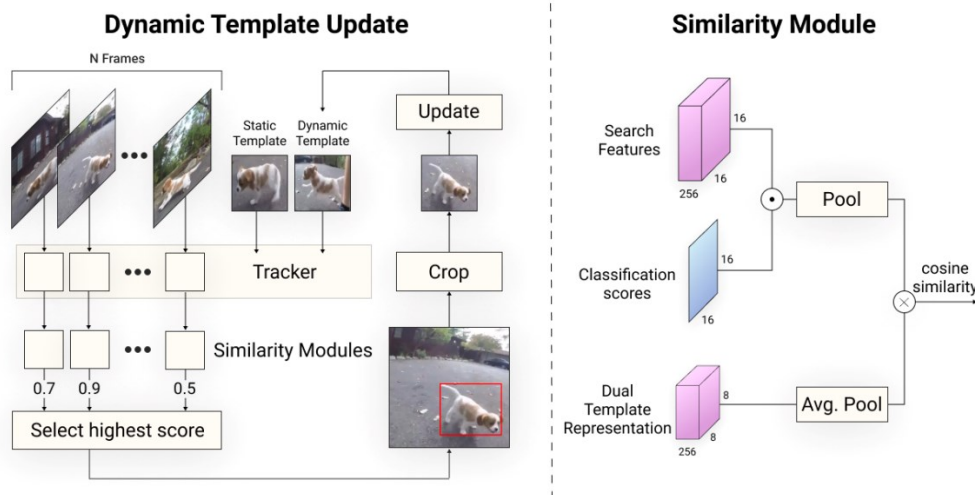 Dynamic Template Update
N Frames
Static
Template
Dynamic
Template
Update
Tracker
Crop
Similarity Modules
0.7
0.9
0.5
Select highest score
Similarity Module
Search
Features
16
16
256
Classification
scores
16
16
Pool
cosine
similarity
Dual
Template
Representation
8
8
256
Avg. Pool